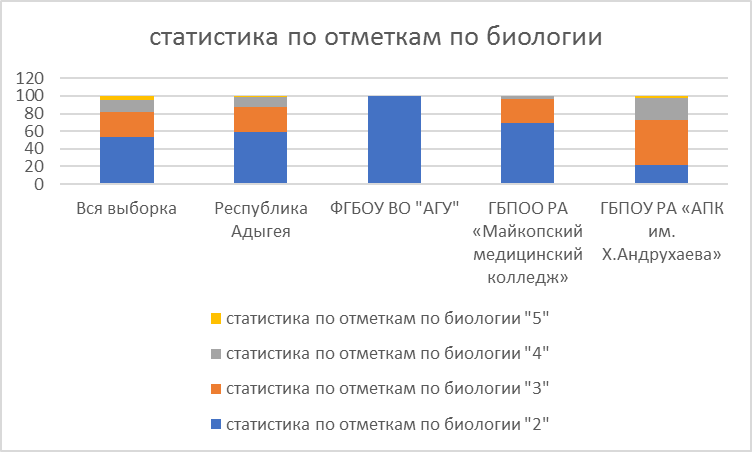 статистика по отметкам по биологии
120
100
80
60
40
20
0
Вся выборка
Республика
Адыгея
ФГБОУ ВО "АГУ"
ГБПОО РА
«Майкопский
медицинский
колледж»
ГБПОУ РА «АПК
им.
Х.Андрухаева»
статистика по отметкам по биологии "5"
статистика по отметкам по биологии "4"
статистика по отметкам по биологии "3"
статистика по отметкам по биологии "2"